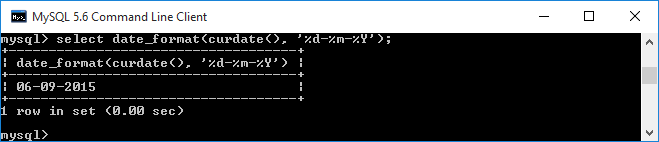 MySQL 5.6 Command Line Client
mysql> select date_format(curdate(), '%d-%m-%Y');
+------------------------------------+
| date_format(curdate(), '%d-%m-%Y') |
+------------------------------------+
| 06-09-2015                         |
+------------------------------------+
1 row in set (0.00 sec)
mysql>